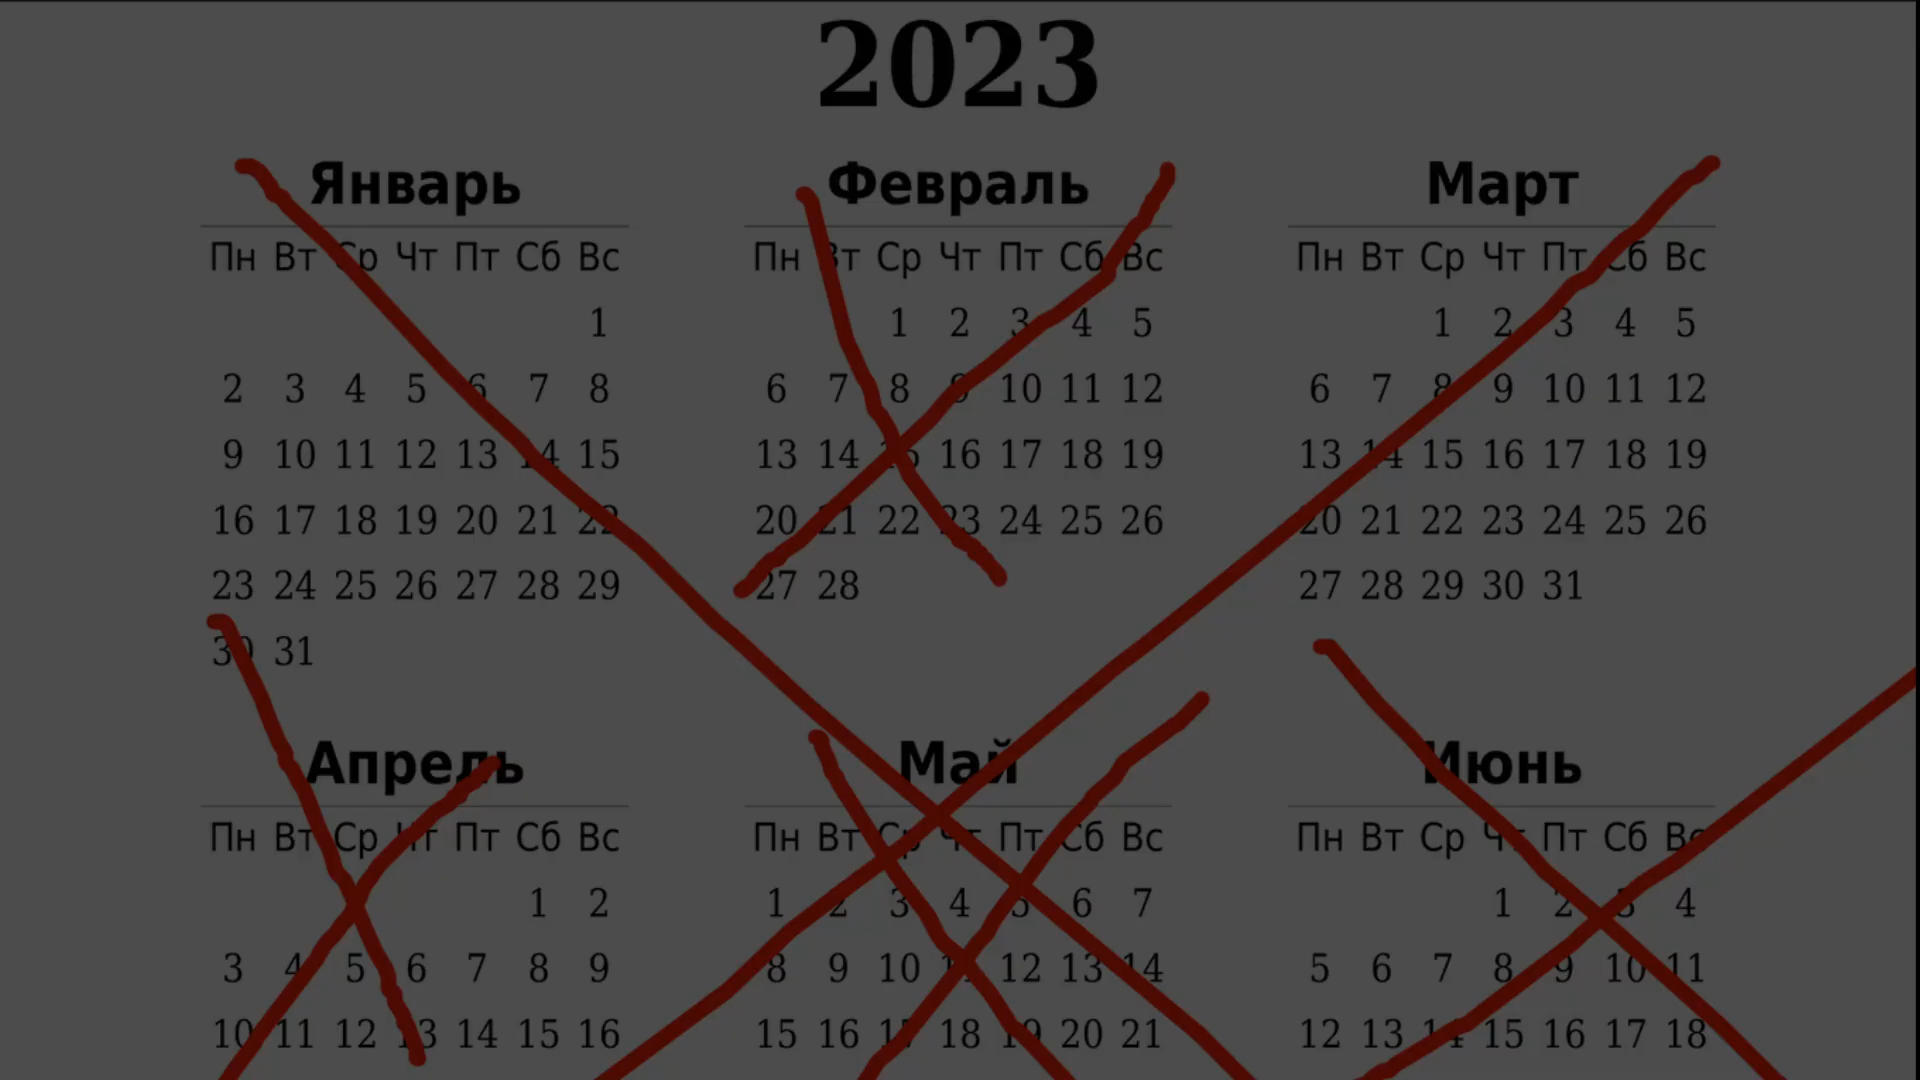 2023
Январь Февраль Март
Пн Вт Ср Чт Пт Сб Вс Пн Вт Ср Чт Пт Сб Вс Пн Вт Ср Чт Пт Сб Вс
1 1 2 3 4 5 1 2 3 4 5
2 3 4 5 6 7 8 6 7 8 9 10 11 12 6 7 8 9 10 11 12
9 10 11 12 13 14 15 13 14 15 16 17 18 19 13 14 15 16 17 18 19
16 17 18 19 20 21 22 20 21 22 23 24 25 26 20 21 22 23 24 25 26
23 24 25 26 27 28 29 27 28 27 28 29 30 31
30 31
Апрель Май Июнь
Пн Вт Ср Чт Пт Сб Вс Пн Вт Ср Чт Пт Сб Вс Пн Вт Ср Чт Пт Сб Вс
1 2 1 2 3 4 5 6 7 1 2 3 4
3 4 5 6 7 8 9 8 9 10 11 12 13 14 5 6 7 8 9 10 11
10 11 12 13 14 15 16 15 16 17 18 19 20 21 12 13 14 15 16 17 18